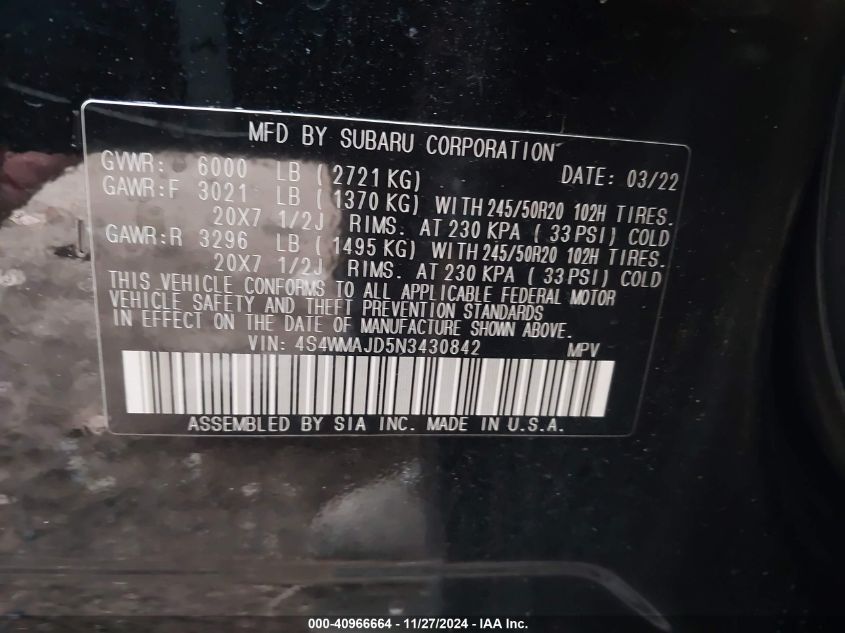 MFD BY SUBARU CORPORATION
GVWR: 6000 LB ( 2721 KG) DATE: 03/22
GAWR:F 3021 LB ( 1370 KG) WITH 245/50R20 102H TIRES.
20X7 1/2J RIMS. AT 230 KPA ( 33 PSI) COLD
GAWR:R 3296 LB ( 1495 KG) WITH 245/50R20 102H TIRES.
20X7 1/2J RIMS. AT 230 KPA ( 33 PSI) COLD
THIS VEHICLE CONFORMS TO ALL APPLICABLE FEDERAL MOTOR
VEHICLE SAFETY AND THEFT PREVENTION STANDARDS
IN EFFECT ON THE DATE OF MANUFACTURE SHOWN ABOVE.
VIN: 4S4WMAJD5N3430842 MPV
ASSEMBLED BY SIA INC. MADE IN U.S.A.
000-40966664 - 11/27/2024 - IAA Inc.